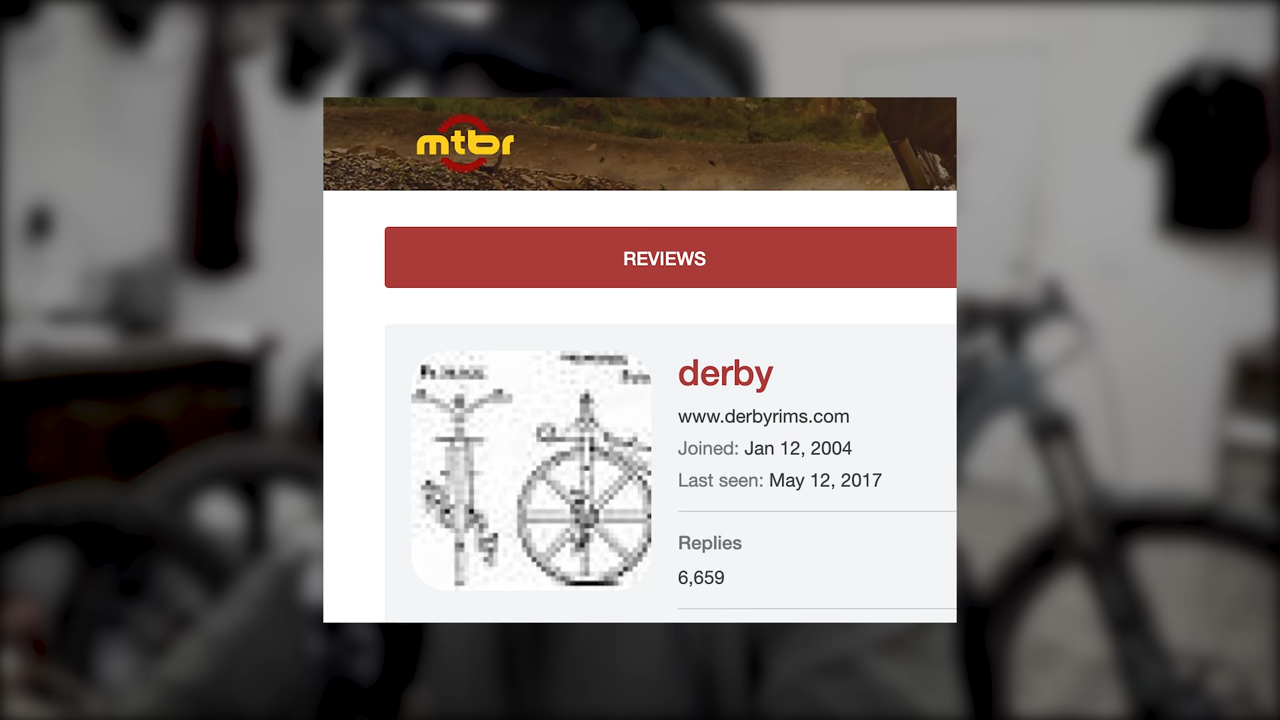 mtbr
REVIEWS
derby
www.derbyrims.com
Joined: Jan 12, 2004
Last seen: May 12, 2017
Replies
6,659